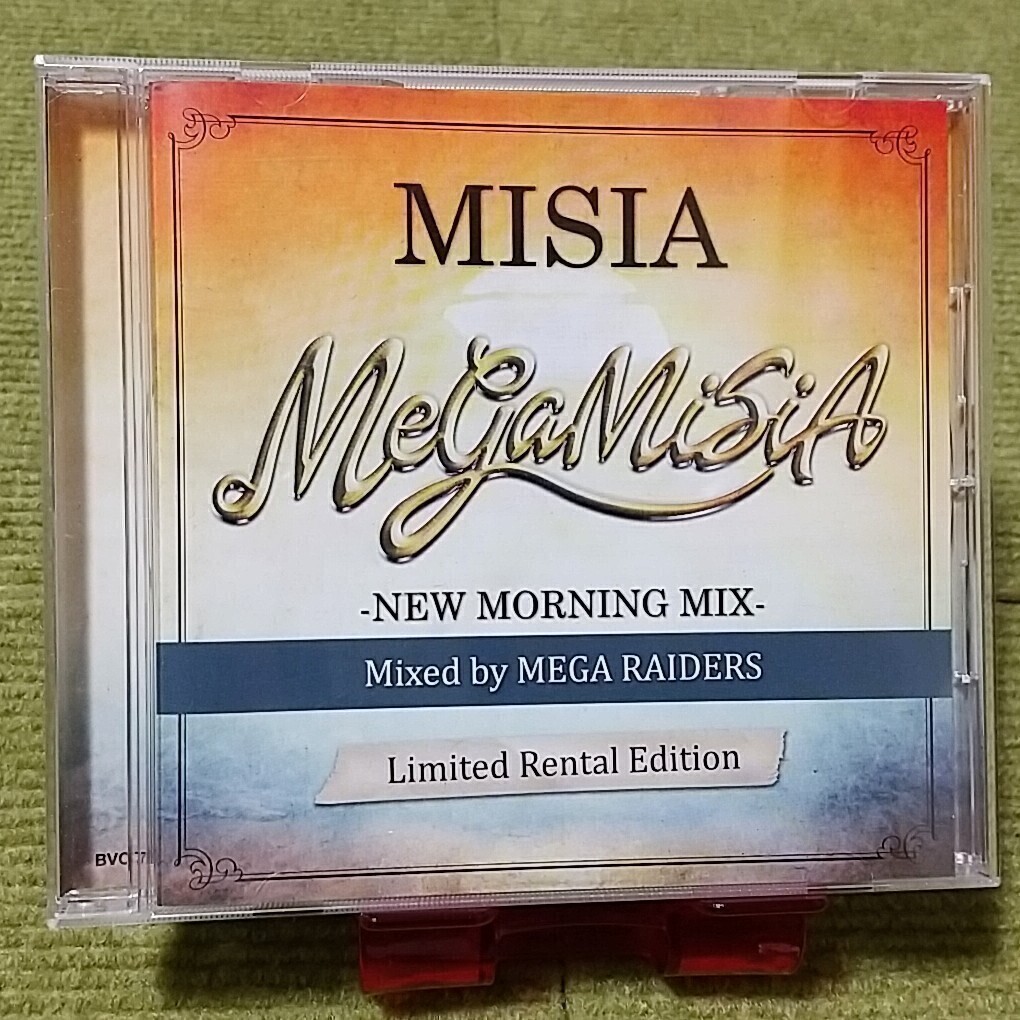 MISIA
MeGaMiSiA
-NEW MORNING MIX-
Mixed by MEGA RAIDERS
Limited Rental Edition